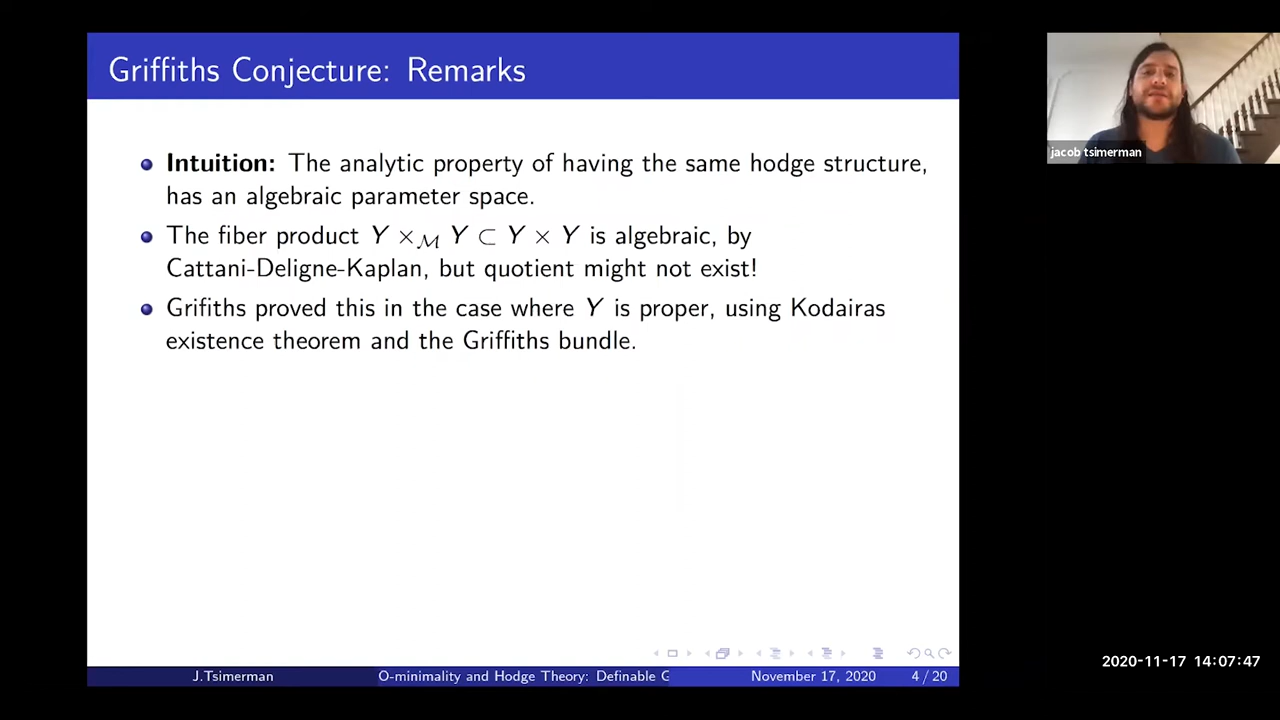 Griffiths Conjecture: Remarks
Intuition: The analytic property of having the same hodge structure,
has an algebraic parameter space.
The fiber product Y ×_ℳ Y ⊂ Y × Y is algebraic, by
Cattani-Deligne-Kaplan, but quotient might not exist!
Grifiths proved this in the case where Y is proper, using Kodairas
existence theorem and the Griffiths bundle.
jacob tsimerman
J.Tsimerman
O-minimality and Hodge Theory: Definable G
November 17, 2020
4 / 20
2020-11-17 14:07:47